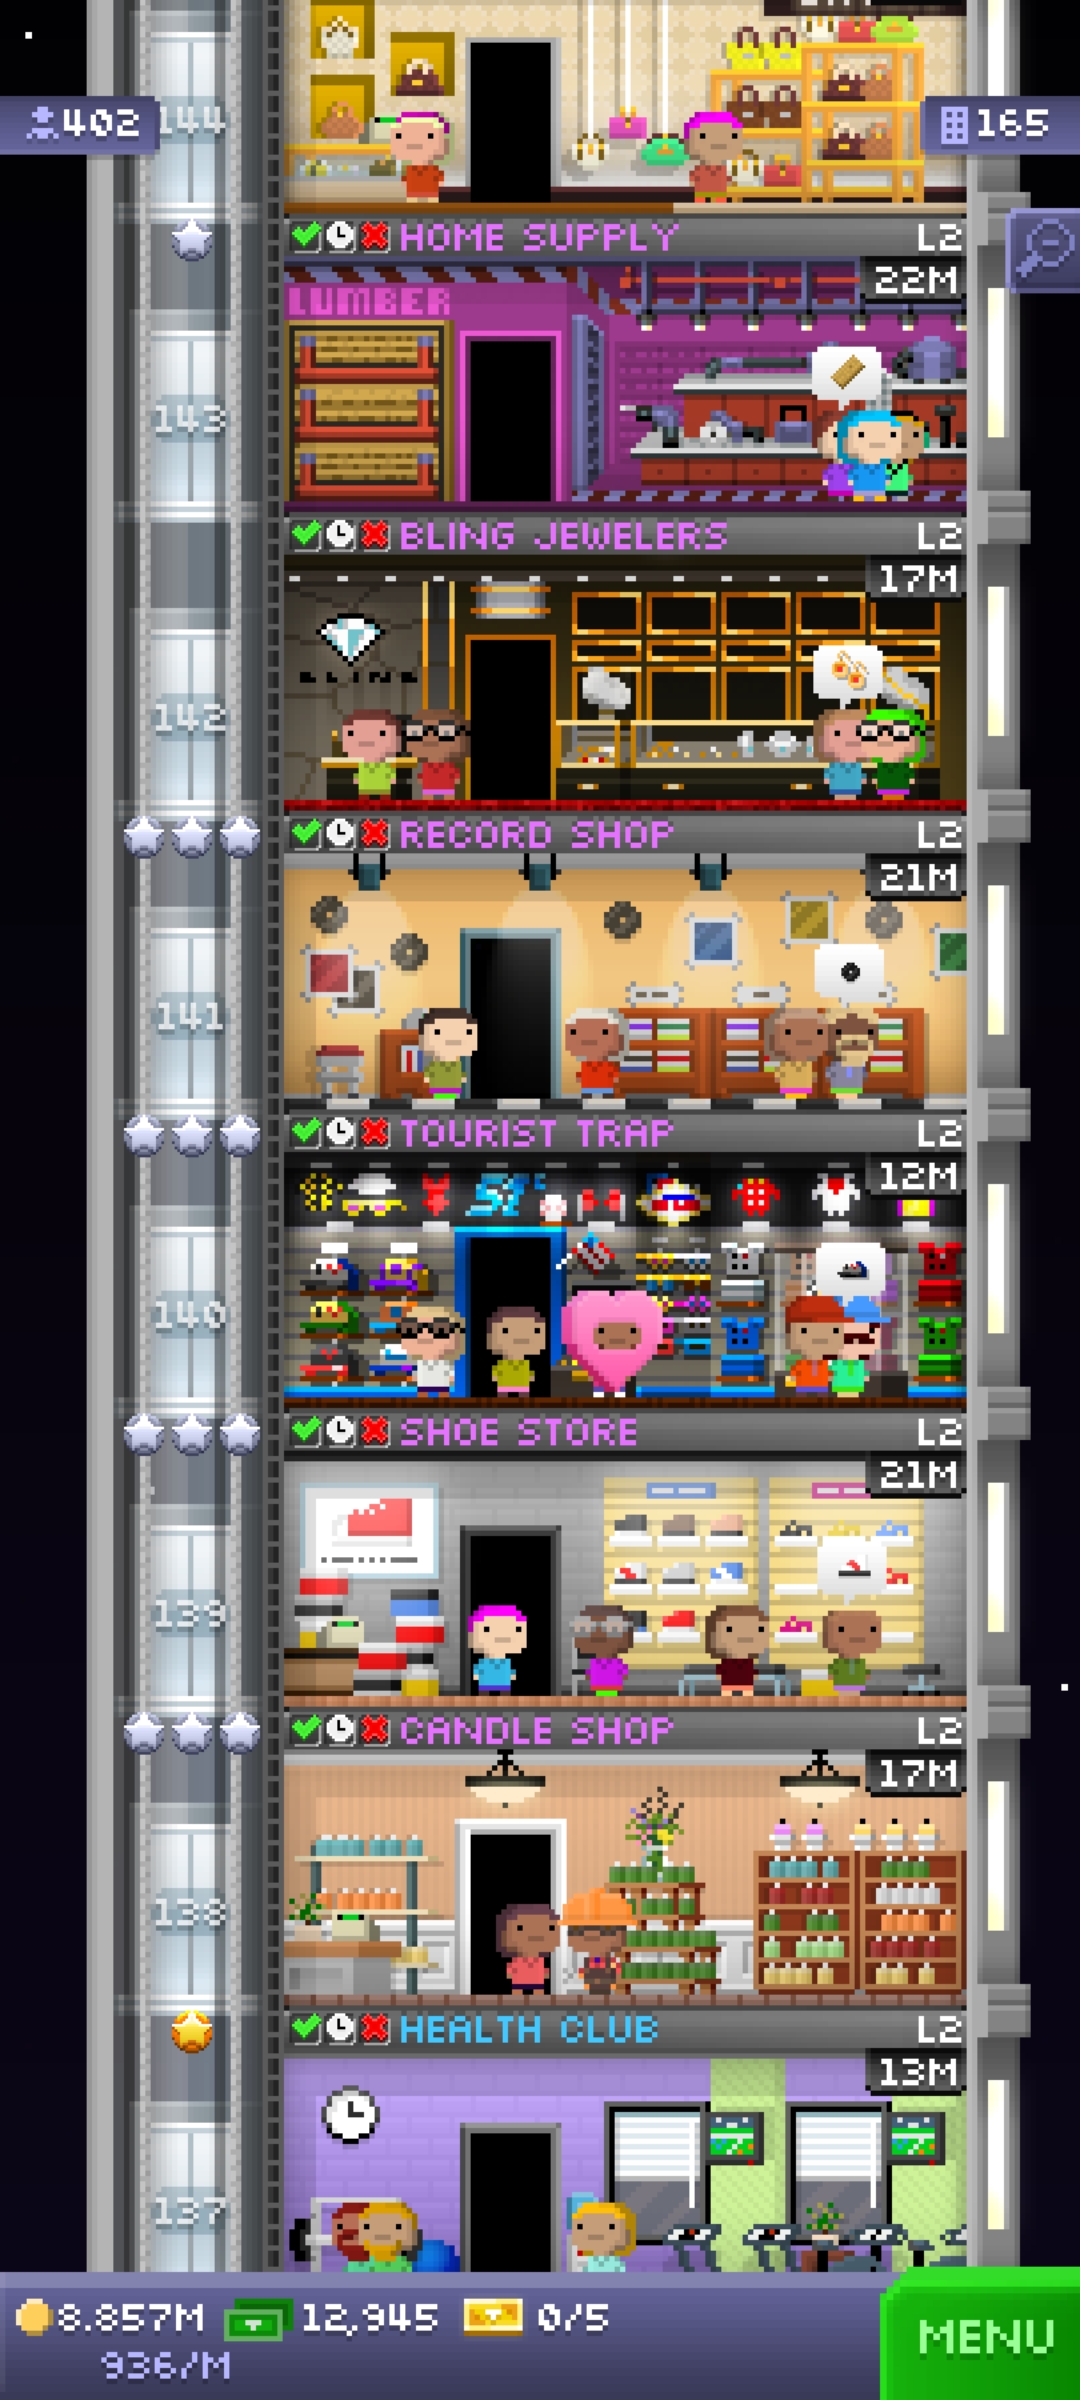 402
144
165
HOME SUPPLY L2
22M
LUMBER
143
BLING JEWELERS L2
17M
BLING
142
RECORD SHOP L2
21M
141
TOURIST TRAP L2
12M
140
SHOE STORE L2
21M
139
CANDLE SHOP L2
17M
138
HEALTH CLUB L2
13M
137
8.857M 12,945 0/5
936/M
MENU